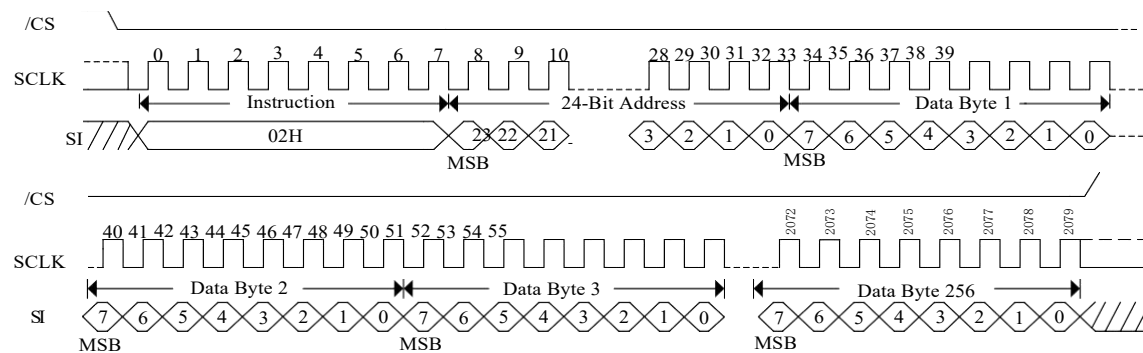 /CS
0 1 2 3 4 5 6 7 8 9 10 28 29 30 31 32 33 34 35 36 37 38 39
SCLK
Instruction 24-Bit Address Data Byte 1
SI 02H 23 22 21 3 2 1 0 7 6 5 4 3 2 1 0
MSB MSB
/CS
40 41 42 43 44 45 46 47 48 49 50 51 52 53 54 55 2072 2073 2074 2075 2076 2077 2078 2079
SCLK
Data Byte 2 Data Byte 3 Data Byte 256
SI 7 6 5 4 3 2 1 0 7 6 5 4 3 2 1 0 7 6 5 4 3 2 1 0
MSB MSB MSB